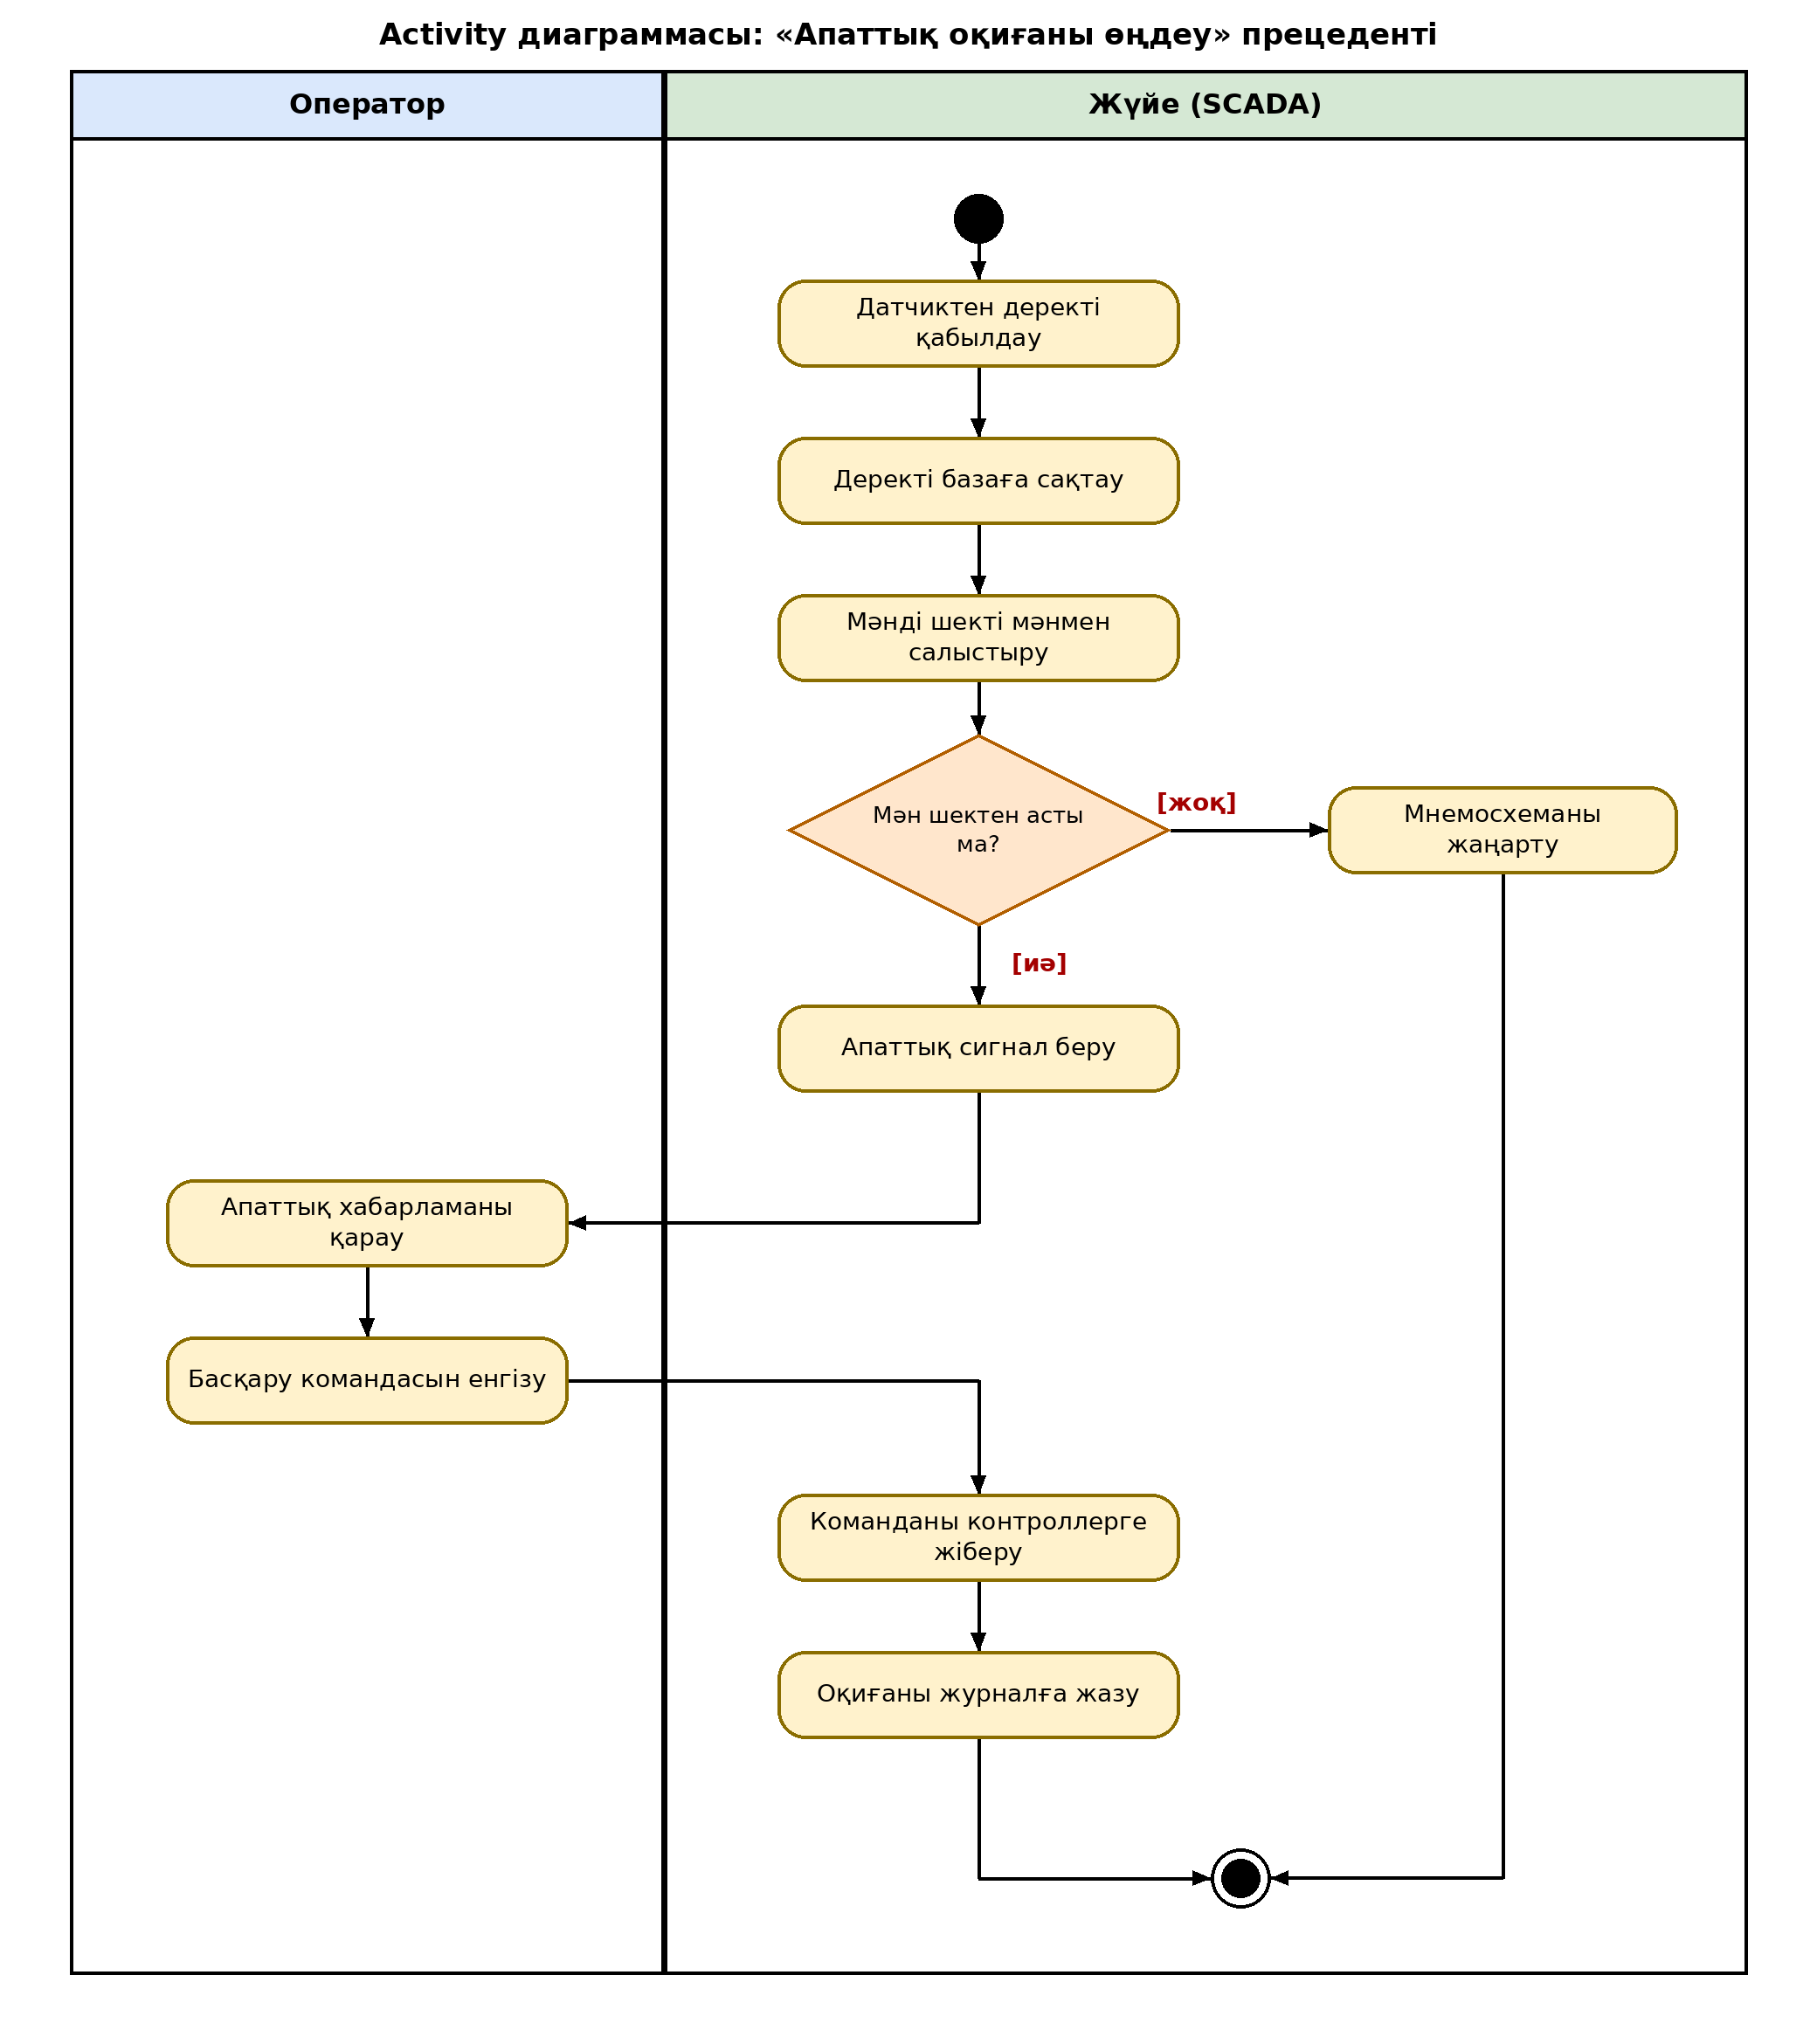 Activity диаграммасы: «Апаттық оқиғаны өңдеу» прецеденті
Оператор
Жүйе (SCADA)
Датчиктен деректі
қабылдау
Деректі базаға сақтау
Мәнді шекті мәнмен
салыстыру
Мән шектен асты
ма?
[жоқ]
Мнемосхеманы
жаңарту
[иә]
Апаттық сигнал беру
Апаттық хабарламаны
қарау
Басқару командасын енгізу
Команданы контроллерге
жіберу
Оқиғаны журналға жазу